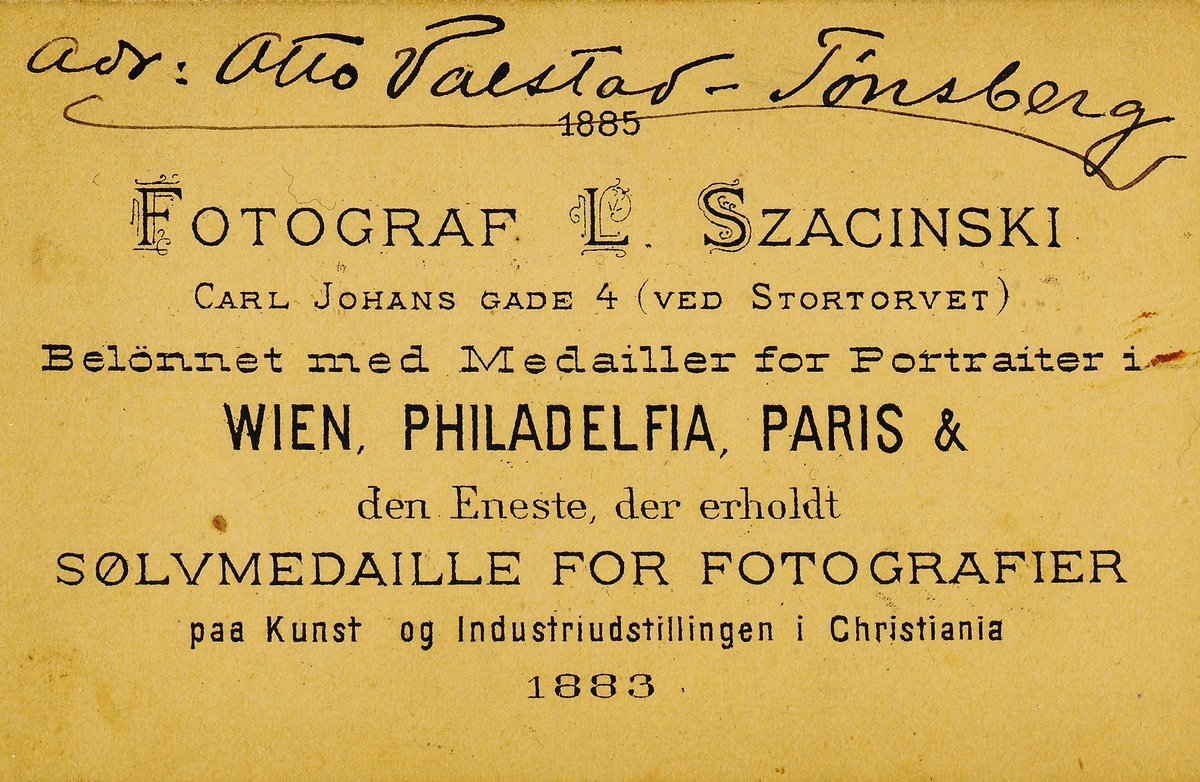 adr: Otto Valstad - Tønsberg
1885
FOTOGRAF L. SZACINSKI
CARL JOHANS GADE 4 (VED STORTORVET)
Belönnet med Medailler for Portraiter i
WIEN, PHILADELFIA, PARIS &
den Eneste, der erholdt
SØLVMEDAILLE FOR FOTOGRAFIER
paa Kunst og Industriudstillingen i Christiania
1883